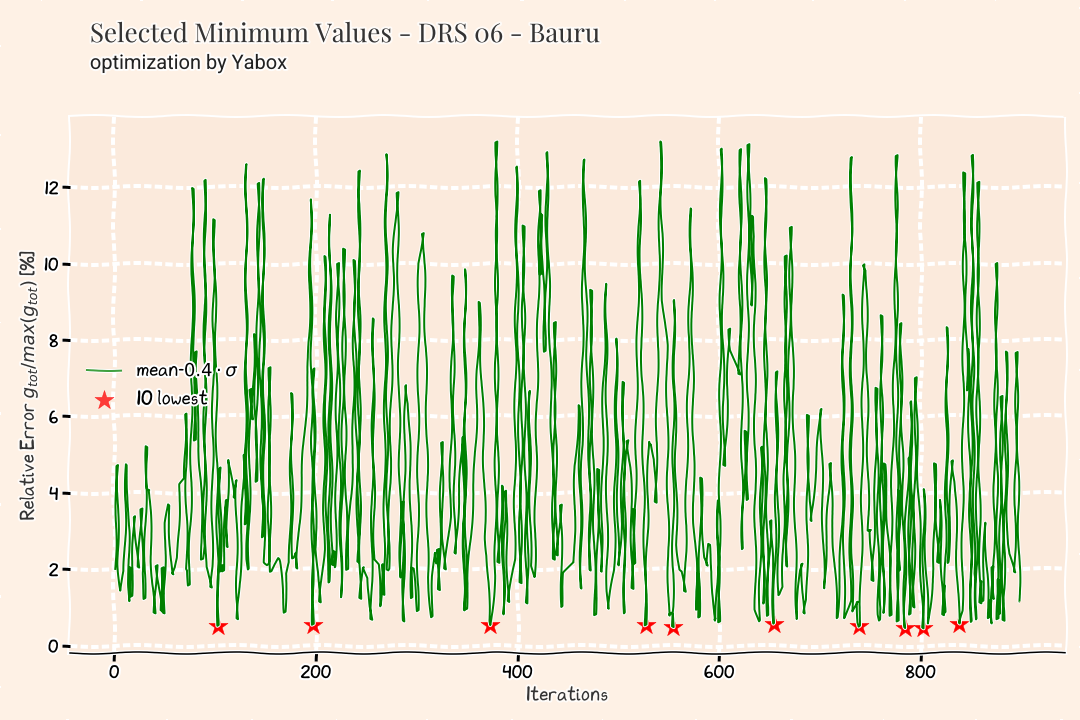 Selected Minimum Values - DRS 06 - Bauru
optimization by Yabox
Relative Error g_tot/max(g_tot) [%]
12
10
8
6
4
2
0
mean-0.4 · σ
10 lowest
0 200 400 600 800
Iterations